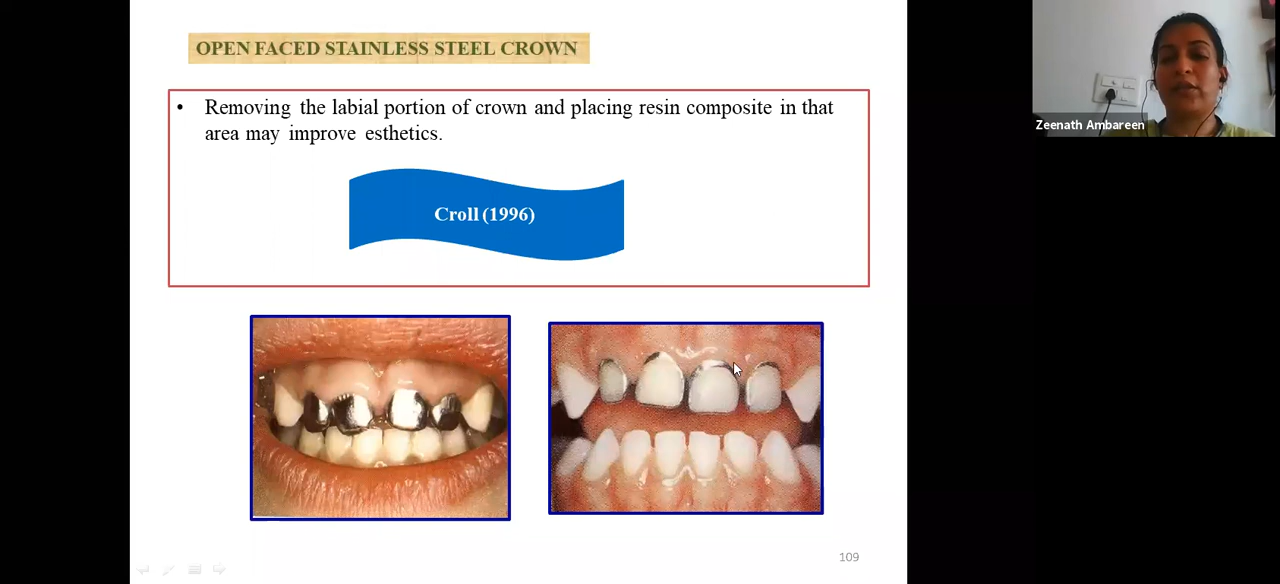 OPEN FACED STAINLESS STEEL CROWN
• Removing the labial portion of crown and placing resin composite in that
area may improve esthetics.
Croll (1996)
109
Zeenath Ambareen